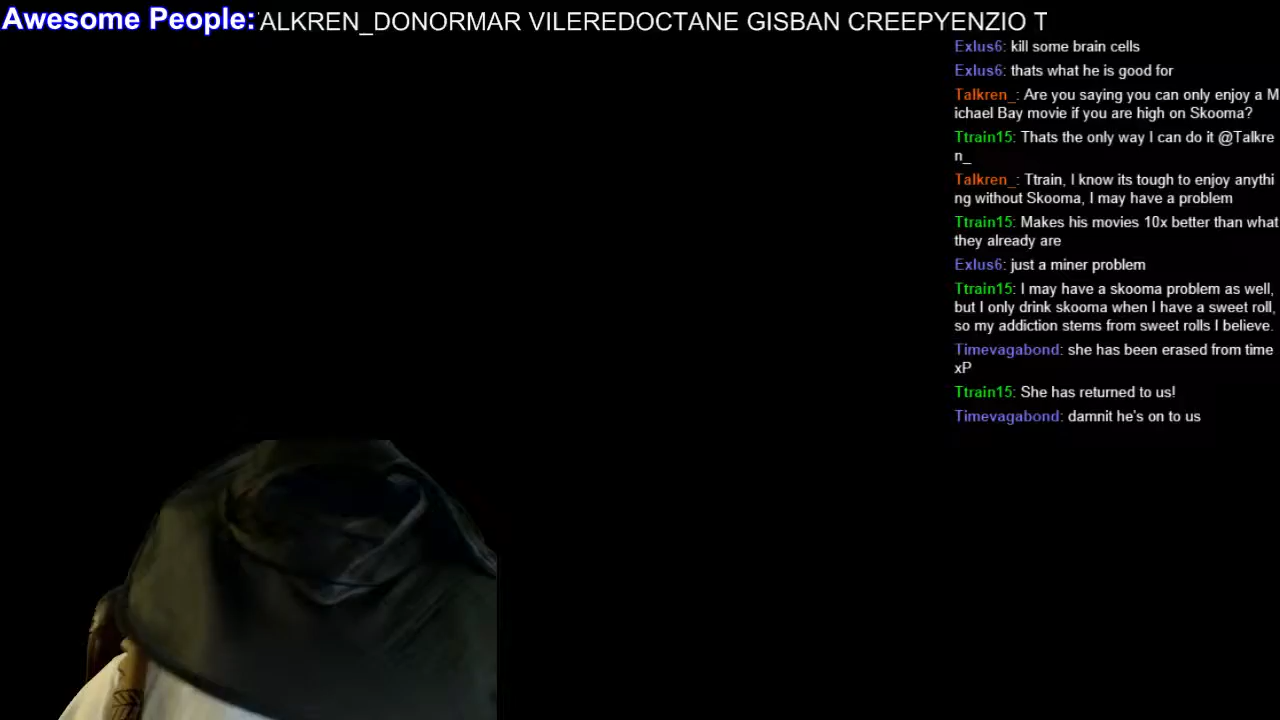 Awesome People: TALKREN_DONORMAR VILEREDOCTANE GISBAN CREEPYENZIO T
Exlus6: kill some brain cells
Exlus6: thats what he is good for
Talkren_: Are you saying you can only enjoy a M
ichael Bay movie if you are high on Skooma?
Ttrain15: Thats the only way I can do it @Talkre
n_
Talkren_: Ttrain, I know its tough to enjoy anythi
ng without Skooma, I may have a problem
Ttrain15: Makes his movies 10x better than what
they already are
Exlus6: just a miner problem
Ttrain15: I may have a skooma problem as well,
but I only drink skooma when I have a sweet roll,
so my addiction stems from sweet rolls I believe.
Timevagabond: she has been erased from time
xP
Ttrain15: She has returned to us!
Timevagabond: damnit he's on to us